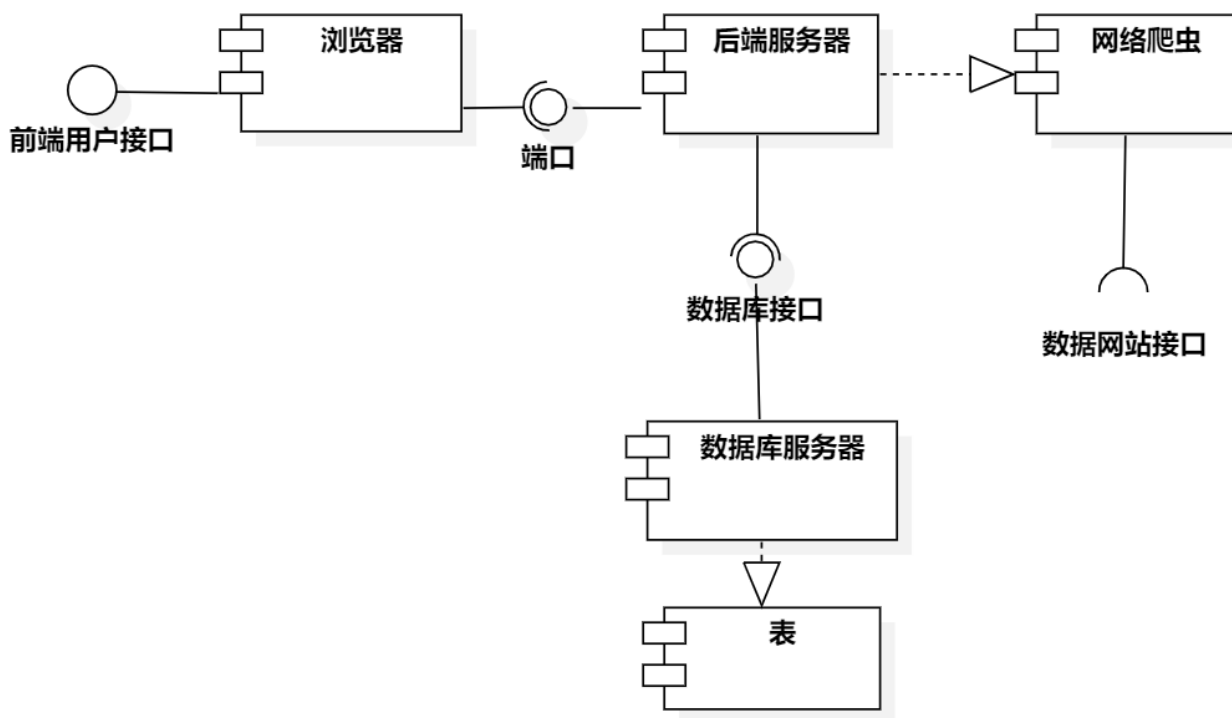 浏览器
后端服务器
网络爬虫
前端用户接口
端口
数据库接口
数据网站接口
数据库服务器
表